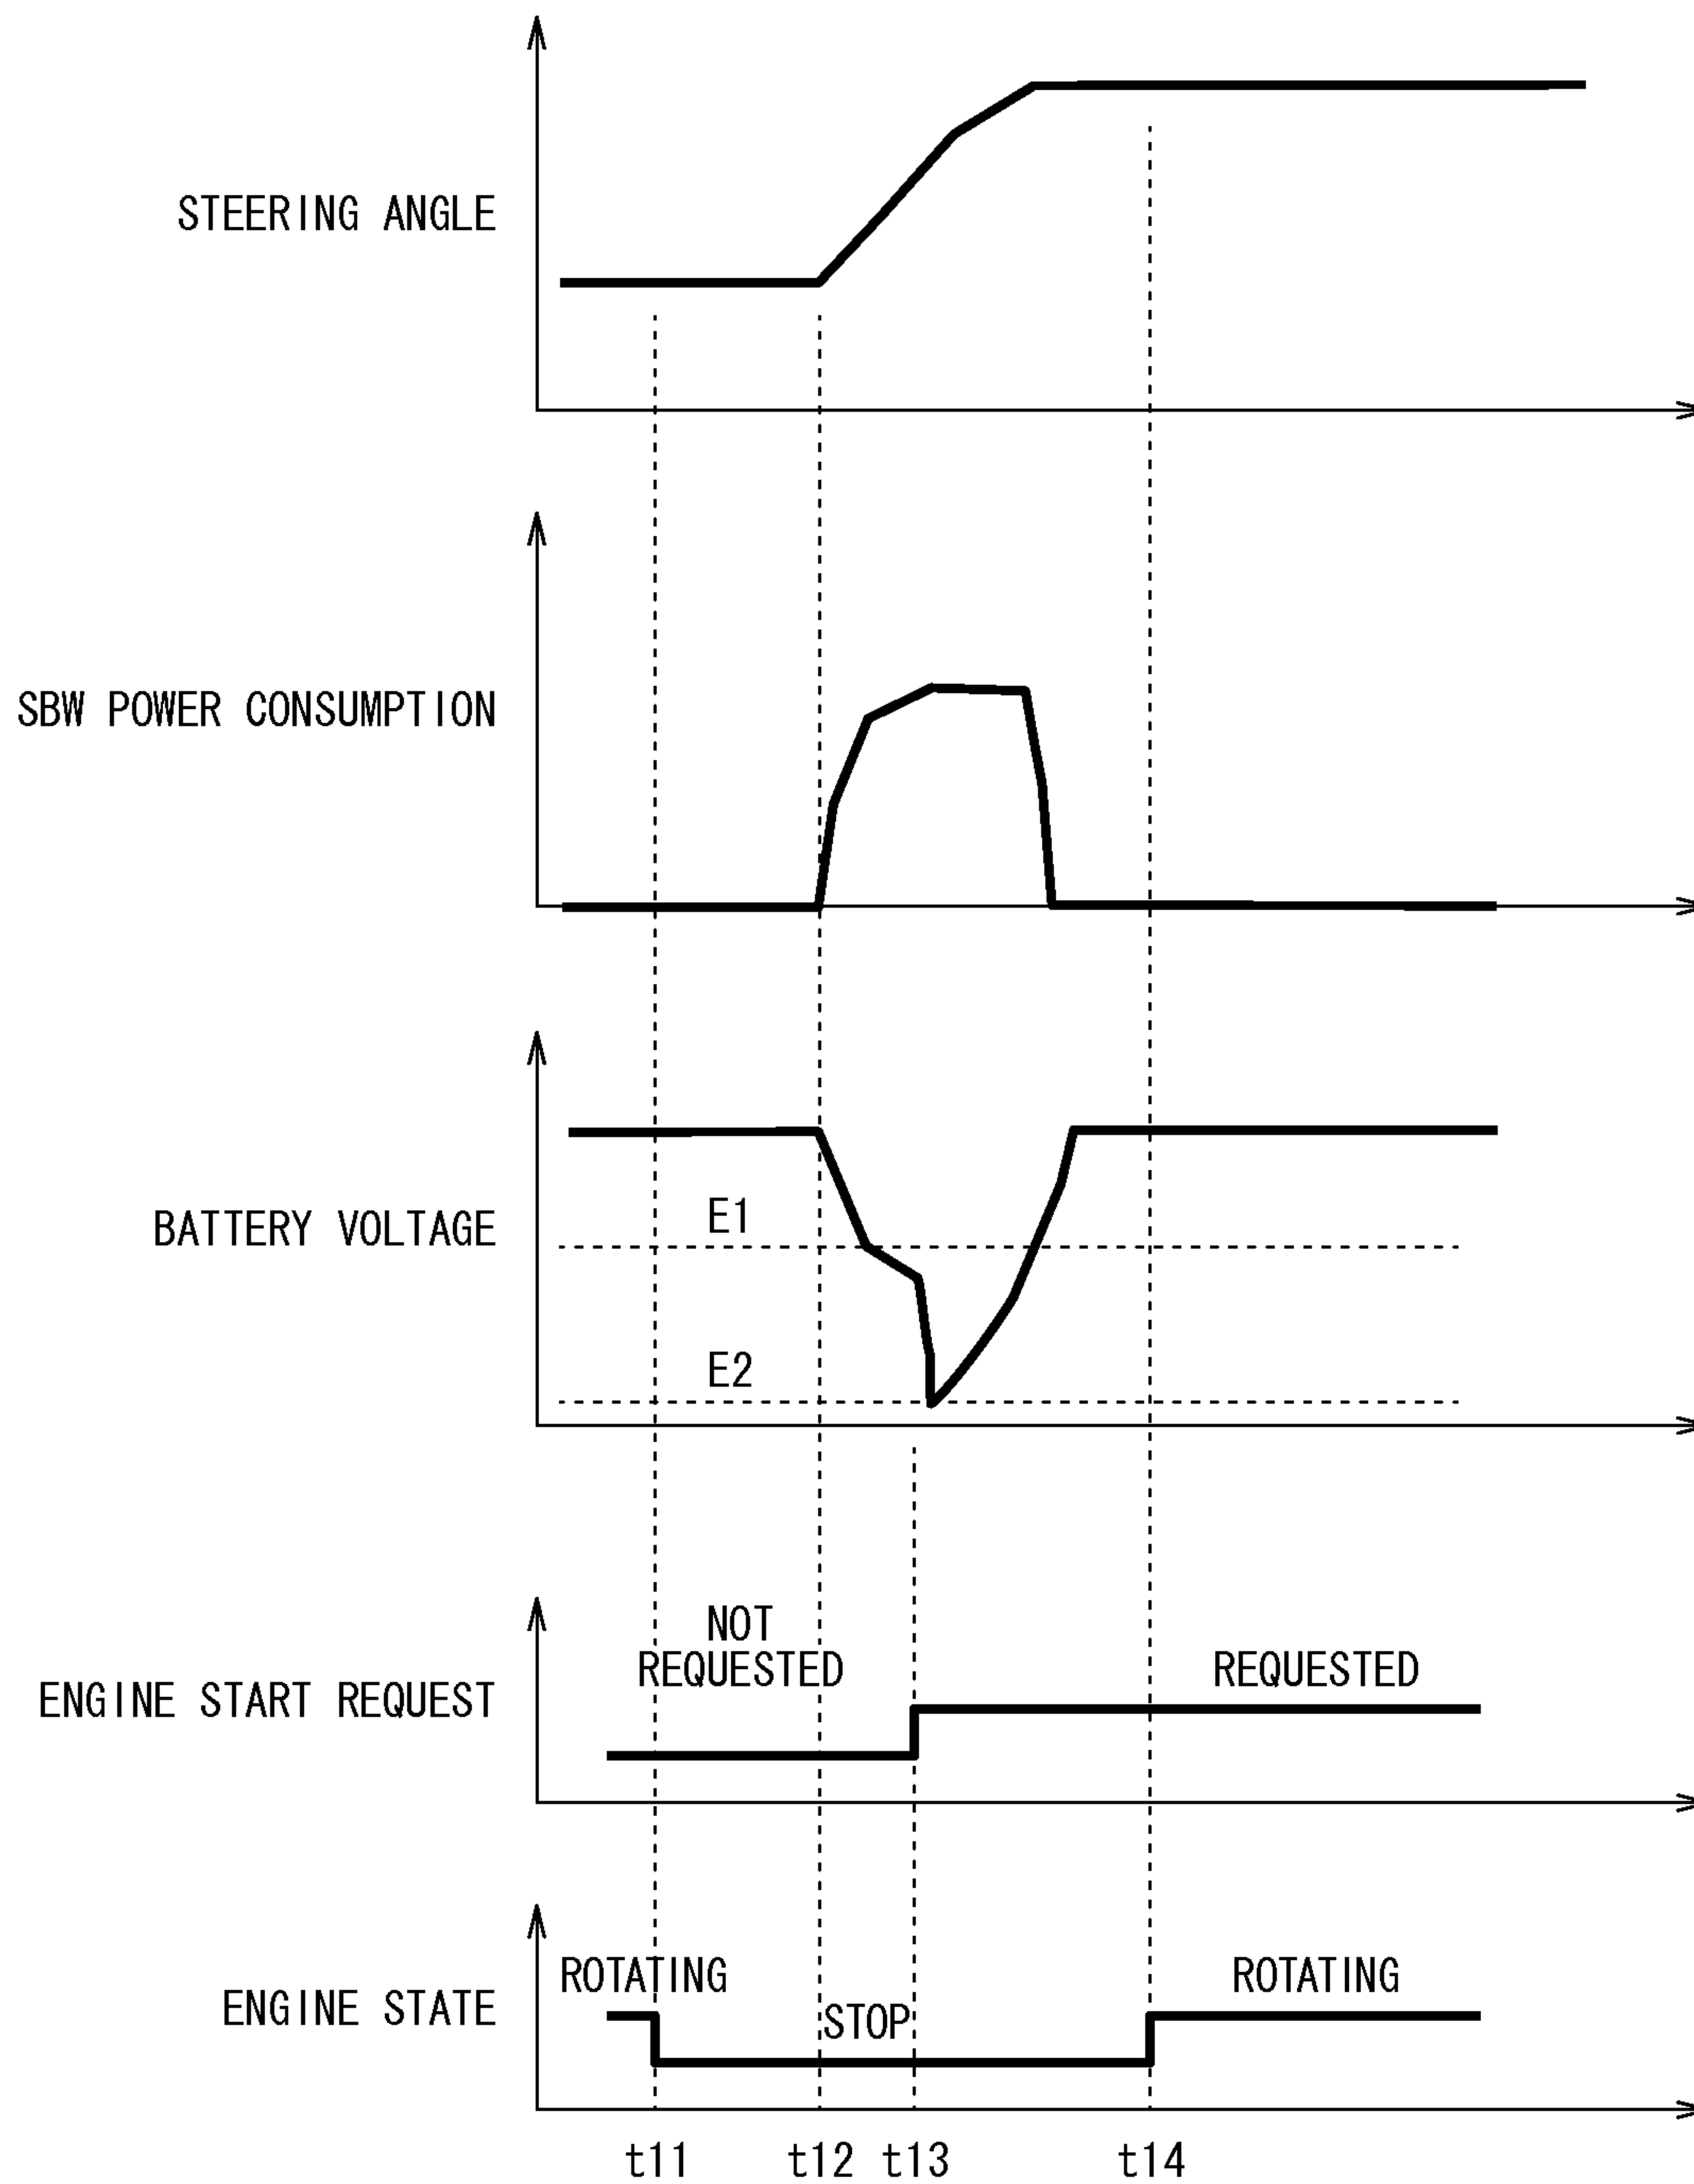 STEERING ANGLE
SBW POWER CONSUMPTION
BATTERY VOLTAGE
E1
E2
ENGINE START REQUEST
NOT
REQUESTED
REQUESTED
ENGINE STATE
ROTATING
STOP
ROTATING
t11 t12 t13 t14